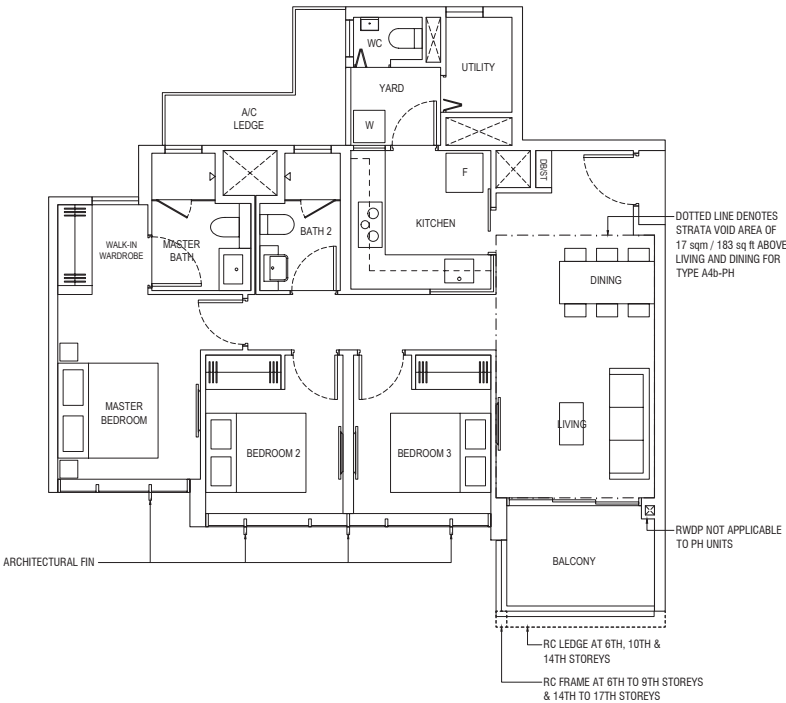 WC
UTILITY
YARD
A/C
LEDGE
W
F
DB/ST
KITCHEN
WALK-IN
WARDROBE
MASTER
BATH
BATH 2
DOTTED LINE DENOTES
STRATA VOID AREA OF
17 sqm / 183 sq ft ABOVE
LIVING AND DINING FOR
TYPE A4b-PH
DINING
MASTER
BEDROOM
LIVING
BEDROOM 2
BEDROOM 3
RWDP NOT APPLICABLE
TO PH UNITS
ARCHITECTURAL FIN
BALCONY
RC LEDGE AT 6TH, 10TH &
14TH STOREYS
RC FRAME AT 6TH TO 9TH STOREYS
& 14TH TO 17TH STOREYS